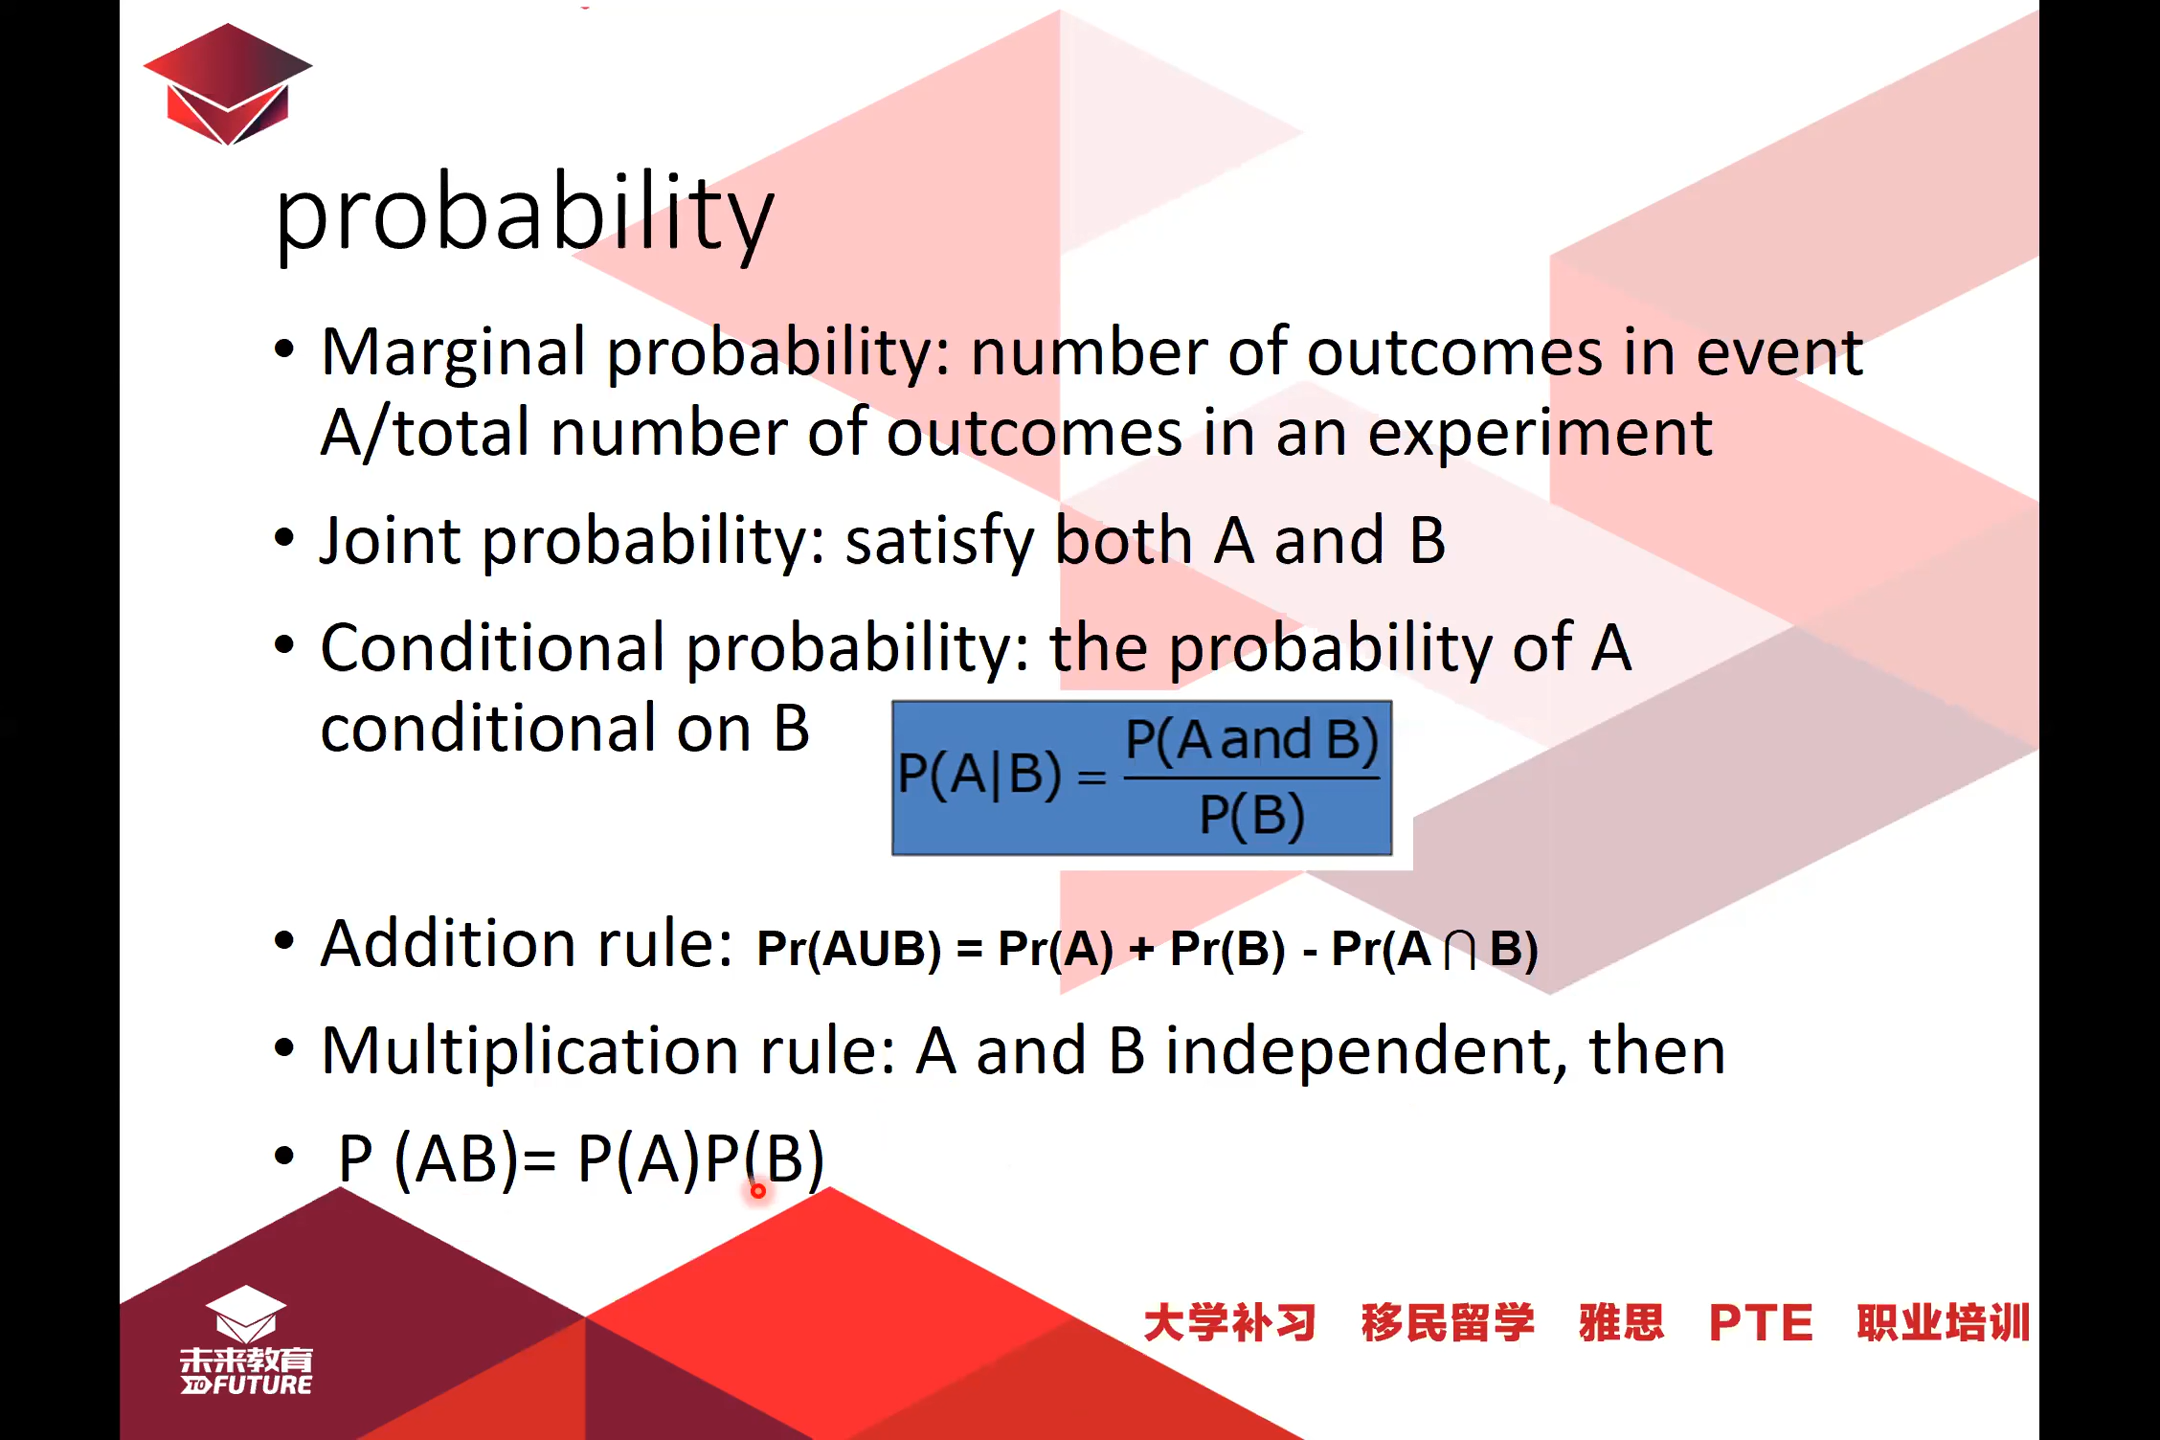 probability
• Marginal probability: number of outcomes in event
A/total number of outcomes in an experiment
• Joint probability: satisfy both A and B
• Conditional probability: the probability of A
conditional on B
P(A|B) = P(A and B) / P(B)
• Addition rule: Pr(AUB) = Pr(A) + Pr(B) - Pr(A ∩ B)
• Multiplication rule: A and B independent, then
• P (AB)= P(A)P(B)
大学补习 移民留学 雅思 PTE 职业培训
未来教育
TO FUTURE